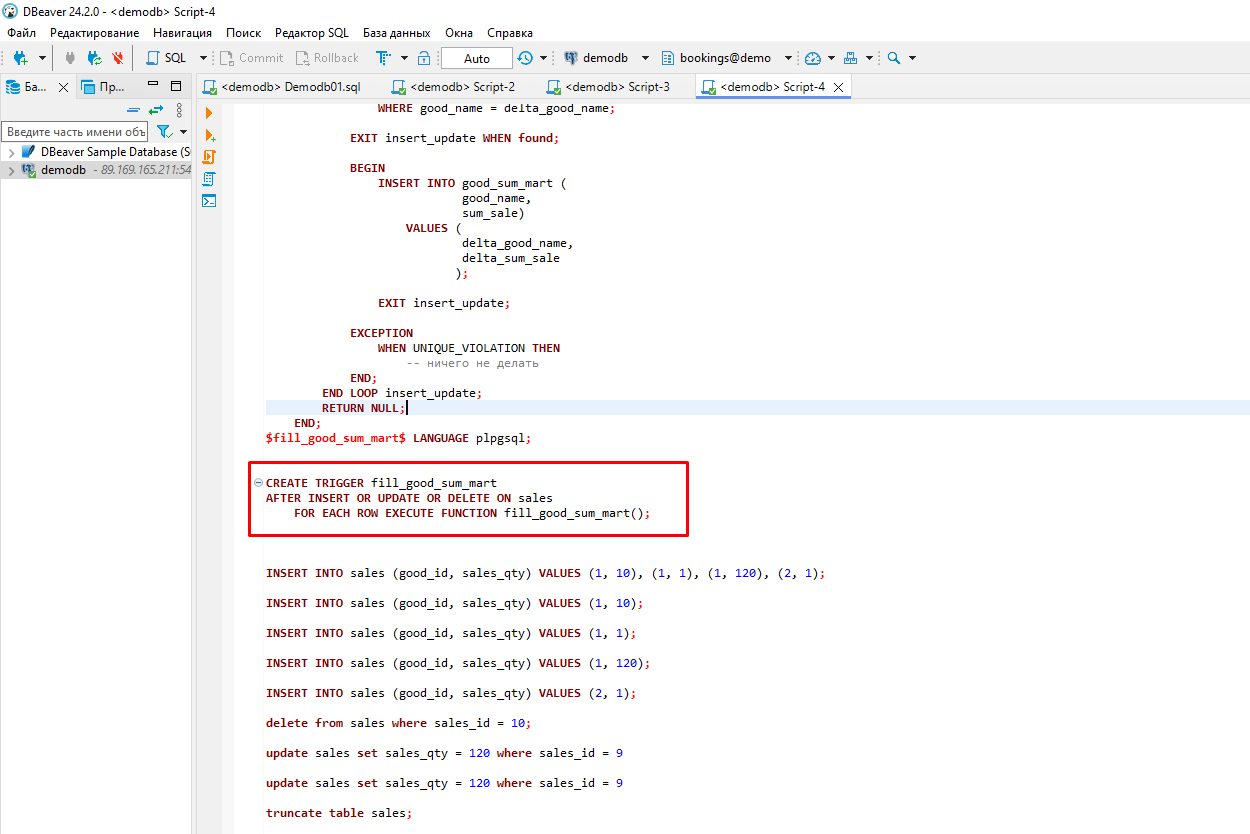 DBeaver 24.2.0 - <demodb> Script-4
Файл Редактирование Навигация Поиск Редактор SQL База данных Окна Справка
SQL Commit Rollback Auto demodb bookings@demo
Ба... Пр... <demodb> Demodb01.sql <demodb> Script-2 <demodb> Script-3 <demodb> Script-4
Введите часть имени объ
DBeaver Sample Database (S
demodb - 89.169.165.211:54
WHERE good_name = delta_good_name;
EXIT insert_update WHEN found;
BEGIN
INSERT INTO good_sum_mart (
good_name,
sum_sale)
VALUES (
delta_good_name,
delta_sum_sale
);
EXIT insert_update;
EXCEPTION
WHEN UNIQUE_VIOLATION THEN
-- ничего не делать
END;
END LOOP insert_update;
RETURN NULL;
END;
$fill_good_sum_mart$ LANGUAGE plpgsql;
CREATE TRIGGER fill_good_sum_mart
AFTER INSERT OR UPDATE OR DELETE ON sales
FOR EACH ROW EXECUTE FUNCTION fill_good_sum_mart();
INSERT INTO sales (good_id, sales_qty) VALUES (1, 10), (1, 1), (1, 120), (2, 1);
INSERT INTO sales (good_id, sales_qty) VALUES (1, 10);
INSERT INTO sales (good_id, sales_qty) VALUES (1, 1);
INSERT INTO sales (good_id, sales_qty) VALUES (1, 120);
INSERT INTO sales (good_id, sales_qty) VALUES (2, 1);
delete from sales where sales_id = 10;
update sales set sales_qty = 120 where sales_id = 9
update sales set sales_qty = 120 where sales_id = 9
truncate table sales;